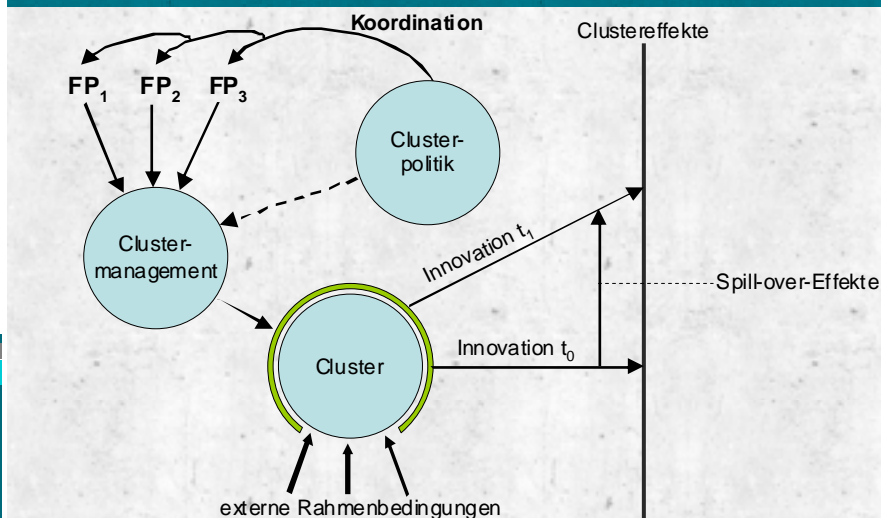 Koordination
Clustereffekte
FP₁ FP₂ FP₃
Cluster-
politik
Cluster-
management
Innovation t₁
Spill-over-Effekte
Innovation t₀
Cluster
externe Rahmenbedingungen